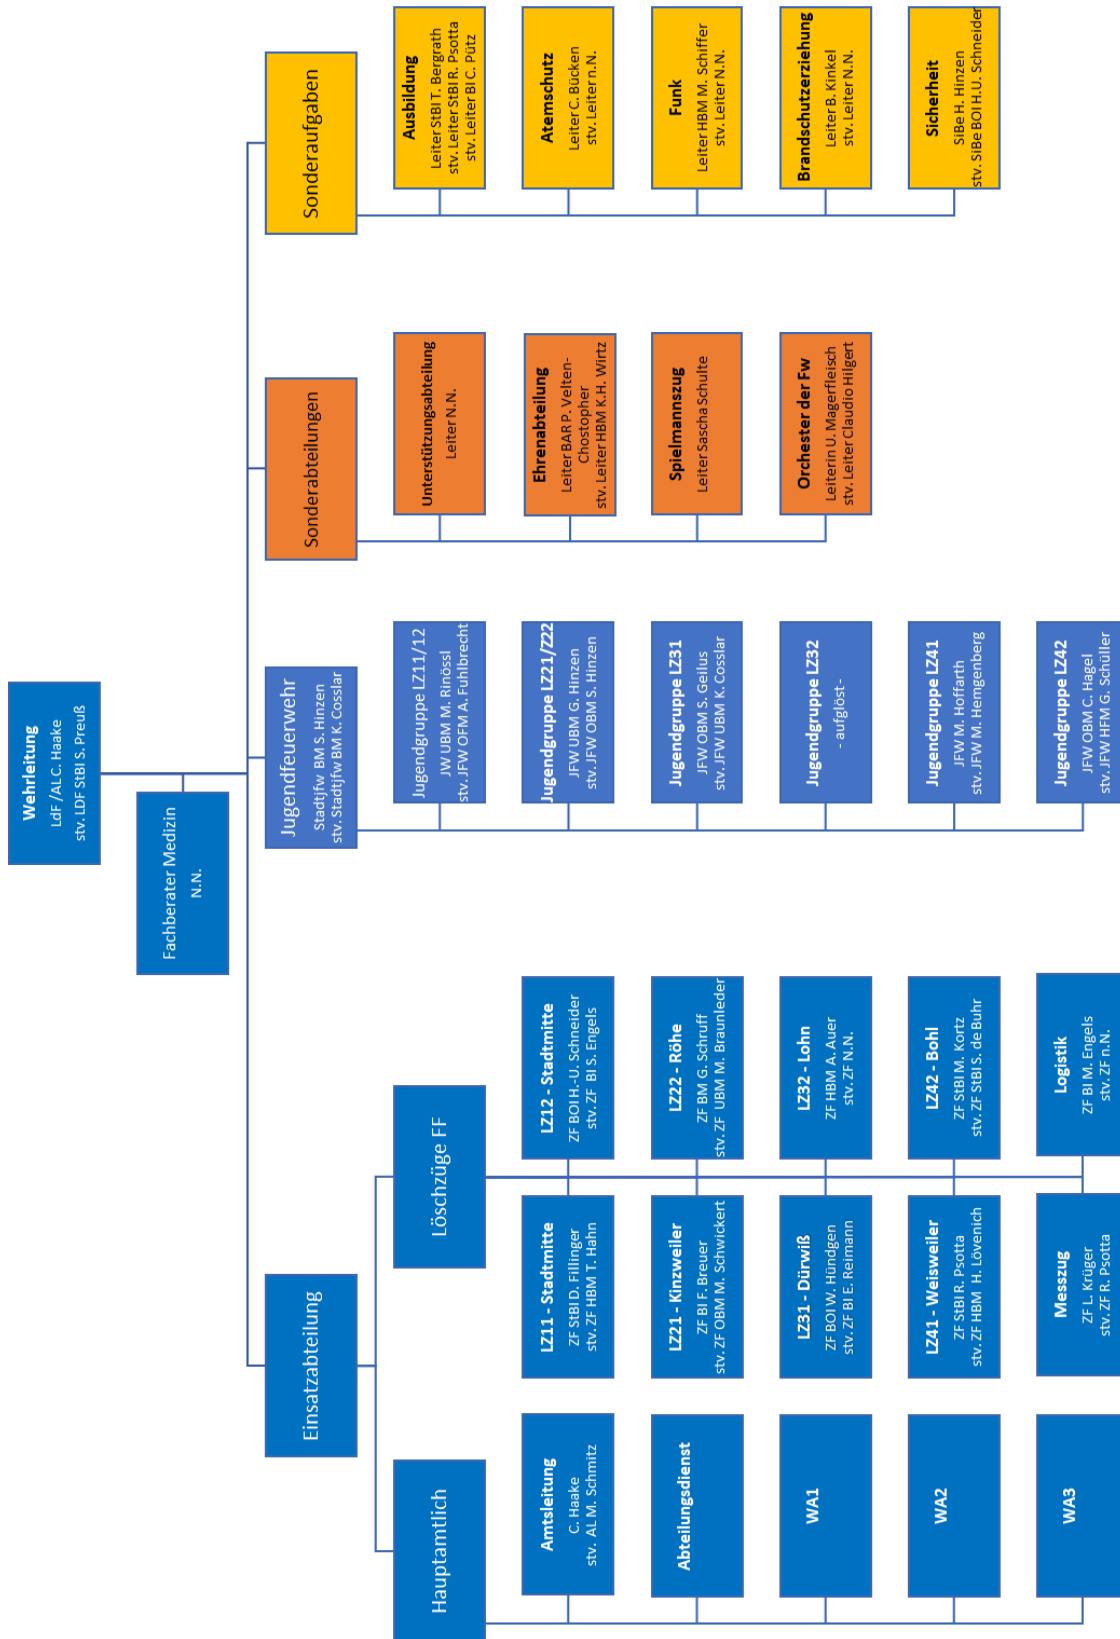 Wehrleitung
LdF /AL C. Haake
stv. LDF StBI S. Preuß
Fachberater Medizin
N.N.
Einsatzabteilung
Hauptamtlich
Amtsleitung
C. Haake
stv. AL M. Schmitz
Abteilungsdienst
WA1
WA2
WA3
Löschzüge FF
LZ11 - Stadtmitte
ZF StBI D. Fillinger
stv. ZF HBM T. Hahn
LZ12 - Stadtmitte
ZF BOI H.-U. Schneider
stv. ZF BI S. Engels
LZ21 - Kinzweiler
ZF BI F. Breuer
stv. ZF OBM M. Schwickert
LZ22 - Röhe
ZF BM G. Schruff
stv. ZF UBM M. Braunleder
LZ31 - Dürwiß
ZF BOI W. Hündgen
stv. ZF BI E. Reimann
LZ32 - Lohn
ZF HBM A. Auer
stv. ZF N.N.
LZ41 - Weisweiler
ZF StBI R. Psotta
stv. ZF HBM H. Lövenich
LZ42 - Bohl
ZF StBI M. Kortz
stv. ZF StBI S. de Buhr
Messzug
ZF L. Krüger
stv. ZF R. Psotta
Logistik
ZF BI M. Engels
stv. ZF n.N.
Jugendfeuerwehr
Stadtjfw BM S. Hinzen
stv. Stadtjfw BM K. Cosslar
Jugendgruppe LZ11/12
JW UBM M. Rinössl
stv. JFW OFM A. Fuhlbrecht
Jugendgruppe LZ21/Z22
JFW UBM G. Hinzen
stv. JFW OBM S. Hinzen
Jugendgruppe LZ31
JFW OBM S. Geilus
stv. JFW UBM K. Cosslar
Jugendgruppe LZ32
- aufglöst -
Jugendgruppe LZ41
JFW M. Hoffarth
stv. JFW M. Hemgenberg
Jugendgruppe LZ42
JFW OBM C. Hagel
stv. JFW HFM G. Schüller
Sonderabteilungen
Unterstützungsabteilung
Leiter N.N.
Ehrenabteilung
Leiter BAR P. Velten-
Chostopher
stv. Leiter HBM K.H. Wirtz
Spielmannszug
Leiter Sascha Schulte
Orchester der Fw
Leiterin U. Magerfleisch
stv. Leiter Claudio Hilgert
Sonderaufgaben
Ausbildung
Leiter StBI T. Bergrath
stv. Leiter StBI R. Psotta
stv. Leiter BI C. Pütz
Atemschutz
Leiter C. Bücken
stv. Leiter n.N.
Funk
Leiter HBM M. Schiffer
stv. Leiter N.N.
Brandschutzerziehung
Leiter B. Kinkel
stv. Leiter N.N.
Sicherheit
SiBe H. Hinzen
stv. SiBe BOI H.U. Schneider